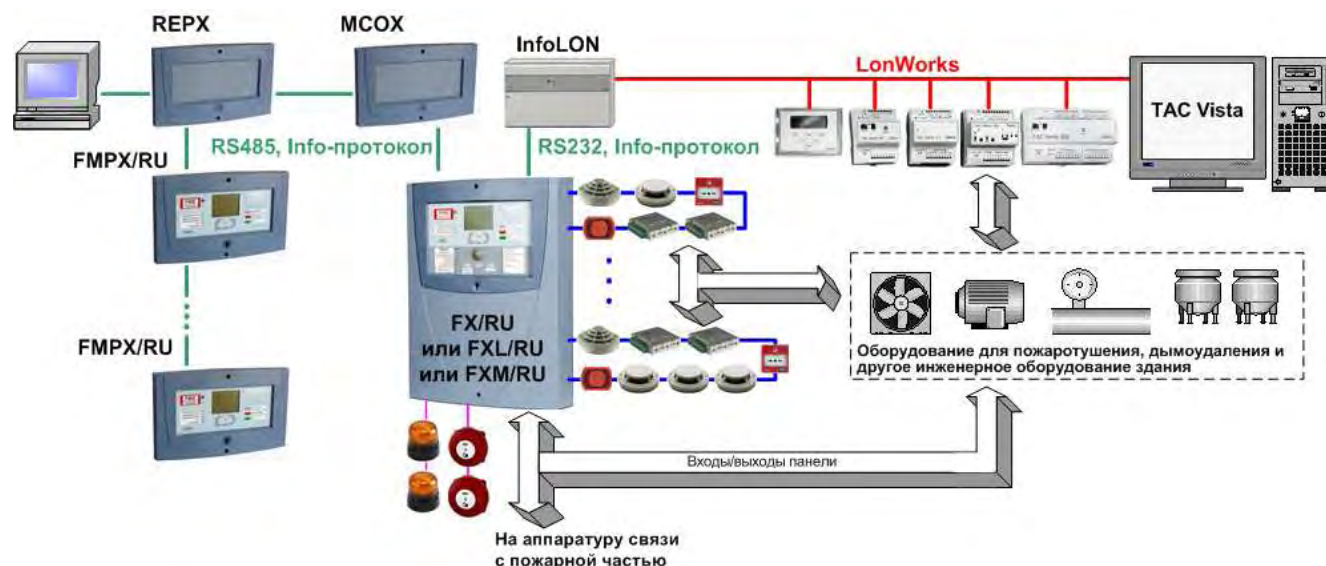 REPX
MCOX
InfoLON
LonWorks
TAC Vista
RS485, Info-протокол
RS232, Info-протокол
FMPX/RU
FMPX/RU
FX/RU
или FXL/RU
или FXM/RU
Оборудование для пожаротушения, дымоудаления и
другое инженерное оборудование здания
Входы/выходы панели
На аппаратуру связи
с пожарной частью